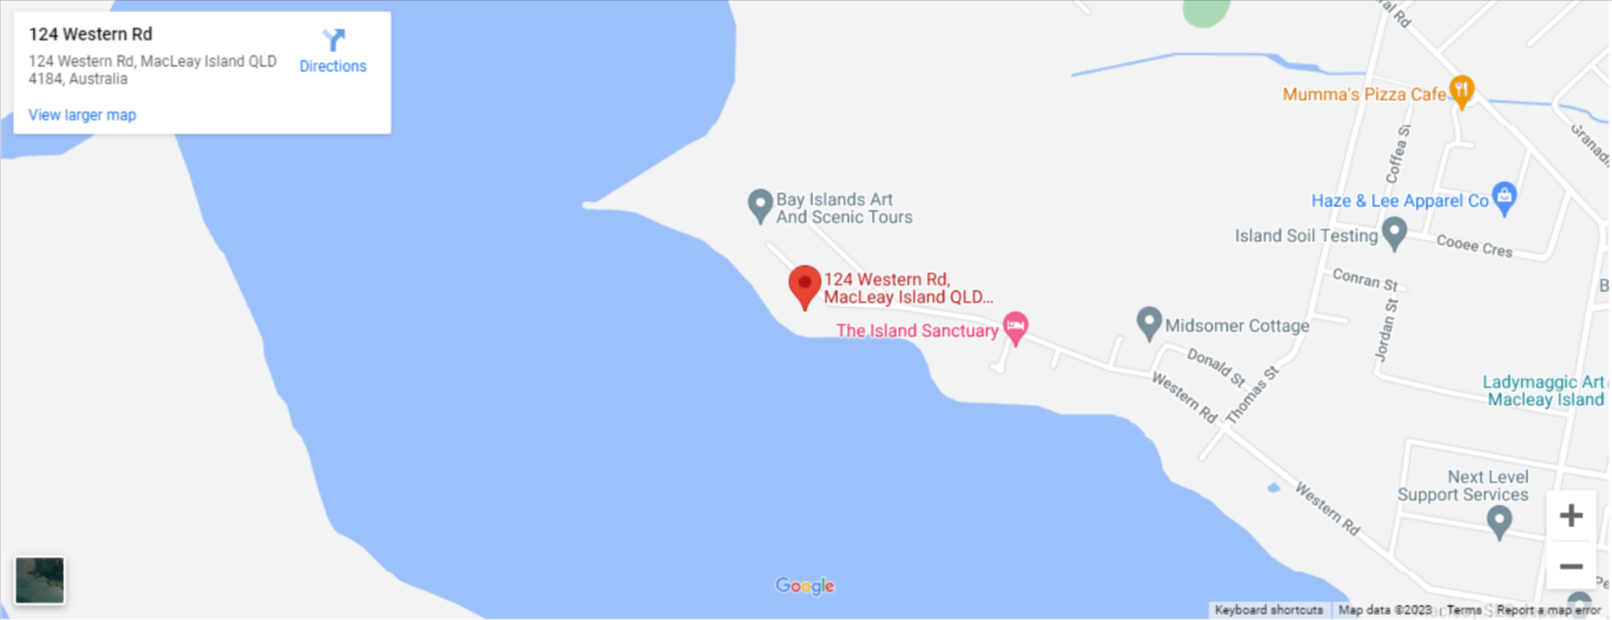 124 Western Rd
124 Western Rd, MacLeay Island QLD
4184, Australia
Directions
View larger map
Mumma's Pizza Cafe
Coffea St
Haze & Lee Apparel Co
Bay Islands Art
And Scenic Tours
Island Soil Testing
Cooee Cres
124 Western Rd,
MacLeay Island QLD...
Conran St
The Island Sanctuary
Midsomer Cottage
Jordan St
Donald St
Western Rd
Thomas St
Ladymaggic Art
Macleay Island
Next Level
Support Services
Western Rd
Google
Keyboard shortcuts
Map data ©2023
Terms
Report a map error